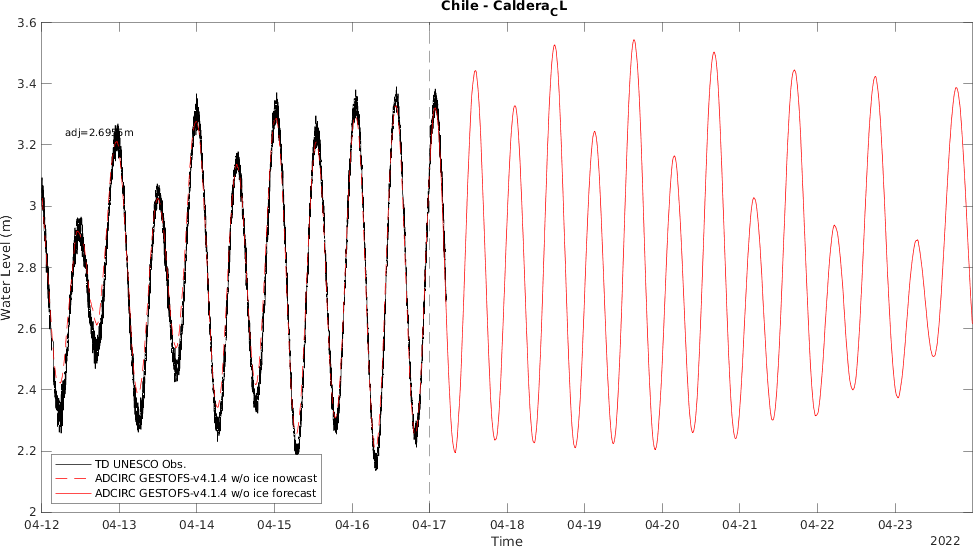 Chile - Caldera_CL
3.6
3.4
3.2
3
2.8
2.6
2.4
2.2
2
Water Level (m)
adj=2.6955m
TD UNESCO Obs.
ADCIRC GESTOFS-v4.1.4 w/o ice nowcast
ADCIRC GESTOFS-v4.1.4 w/o ice forecast
04-12 04-13 04-14 04-15 04-16 04-17 04-18 04-19 04-20 04-21 04-22 04-23
Time
2022